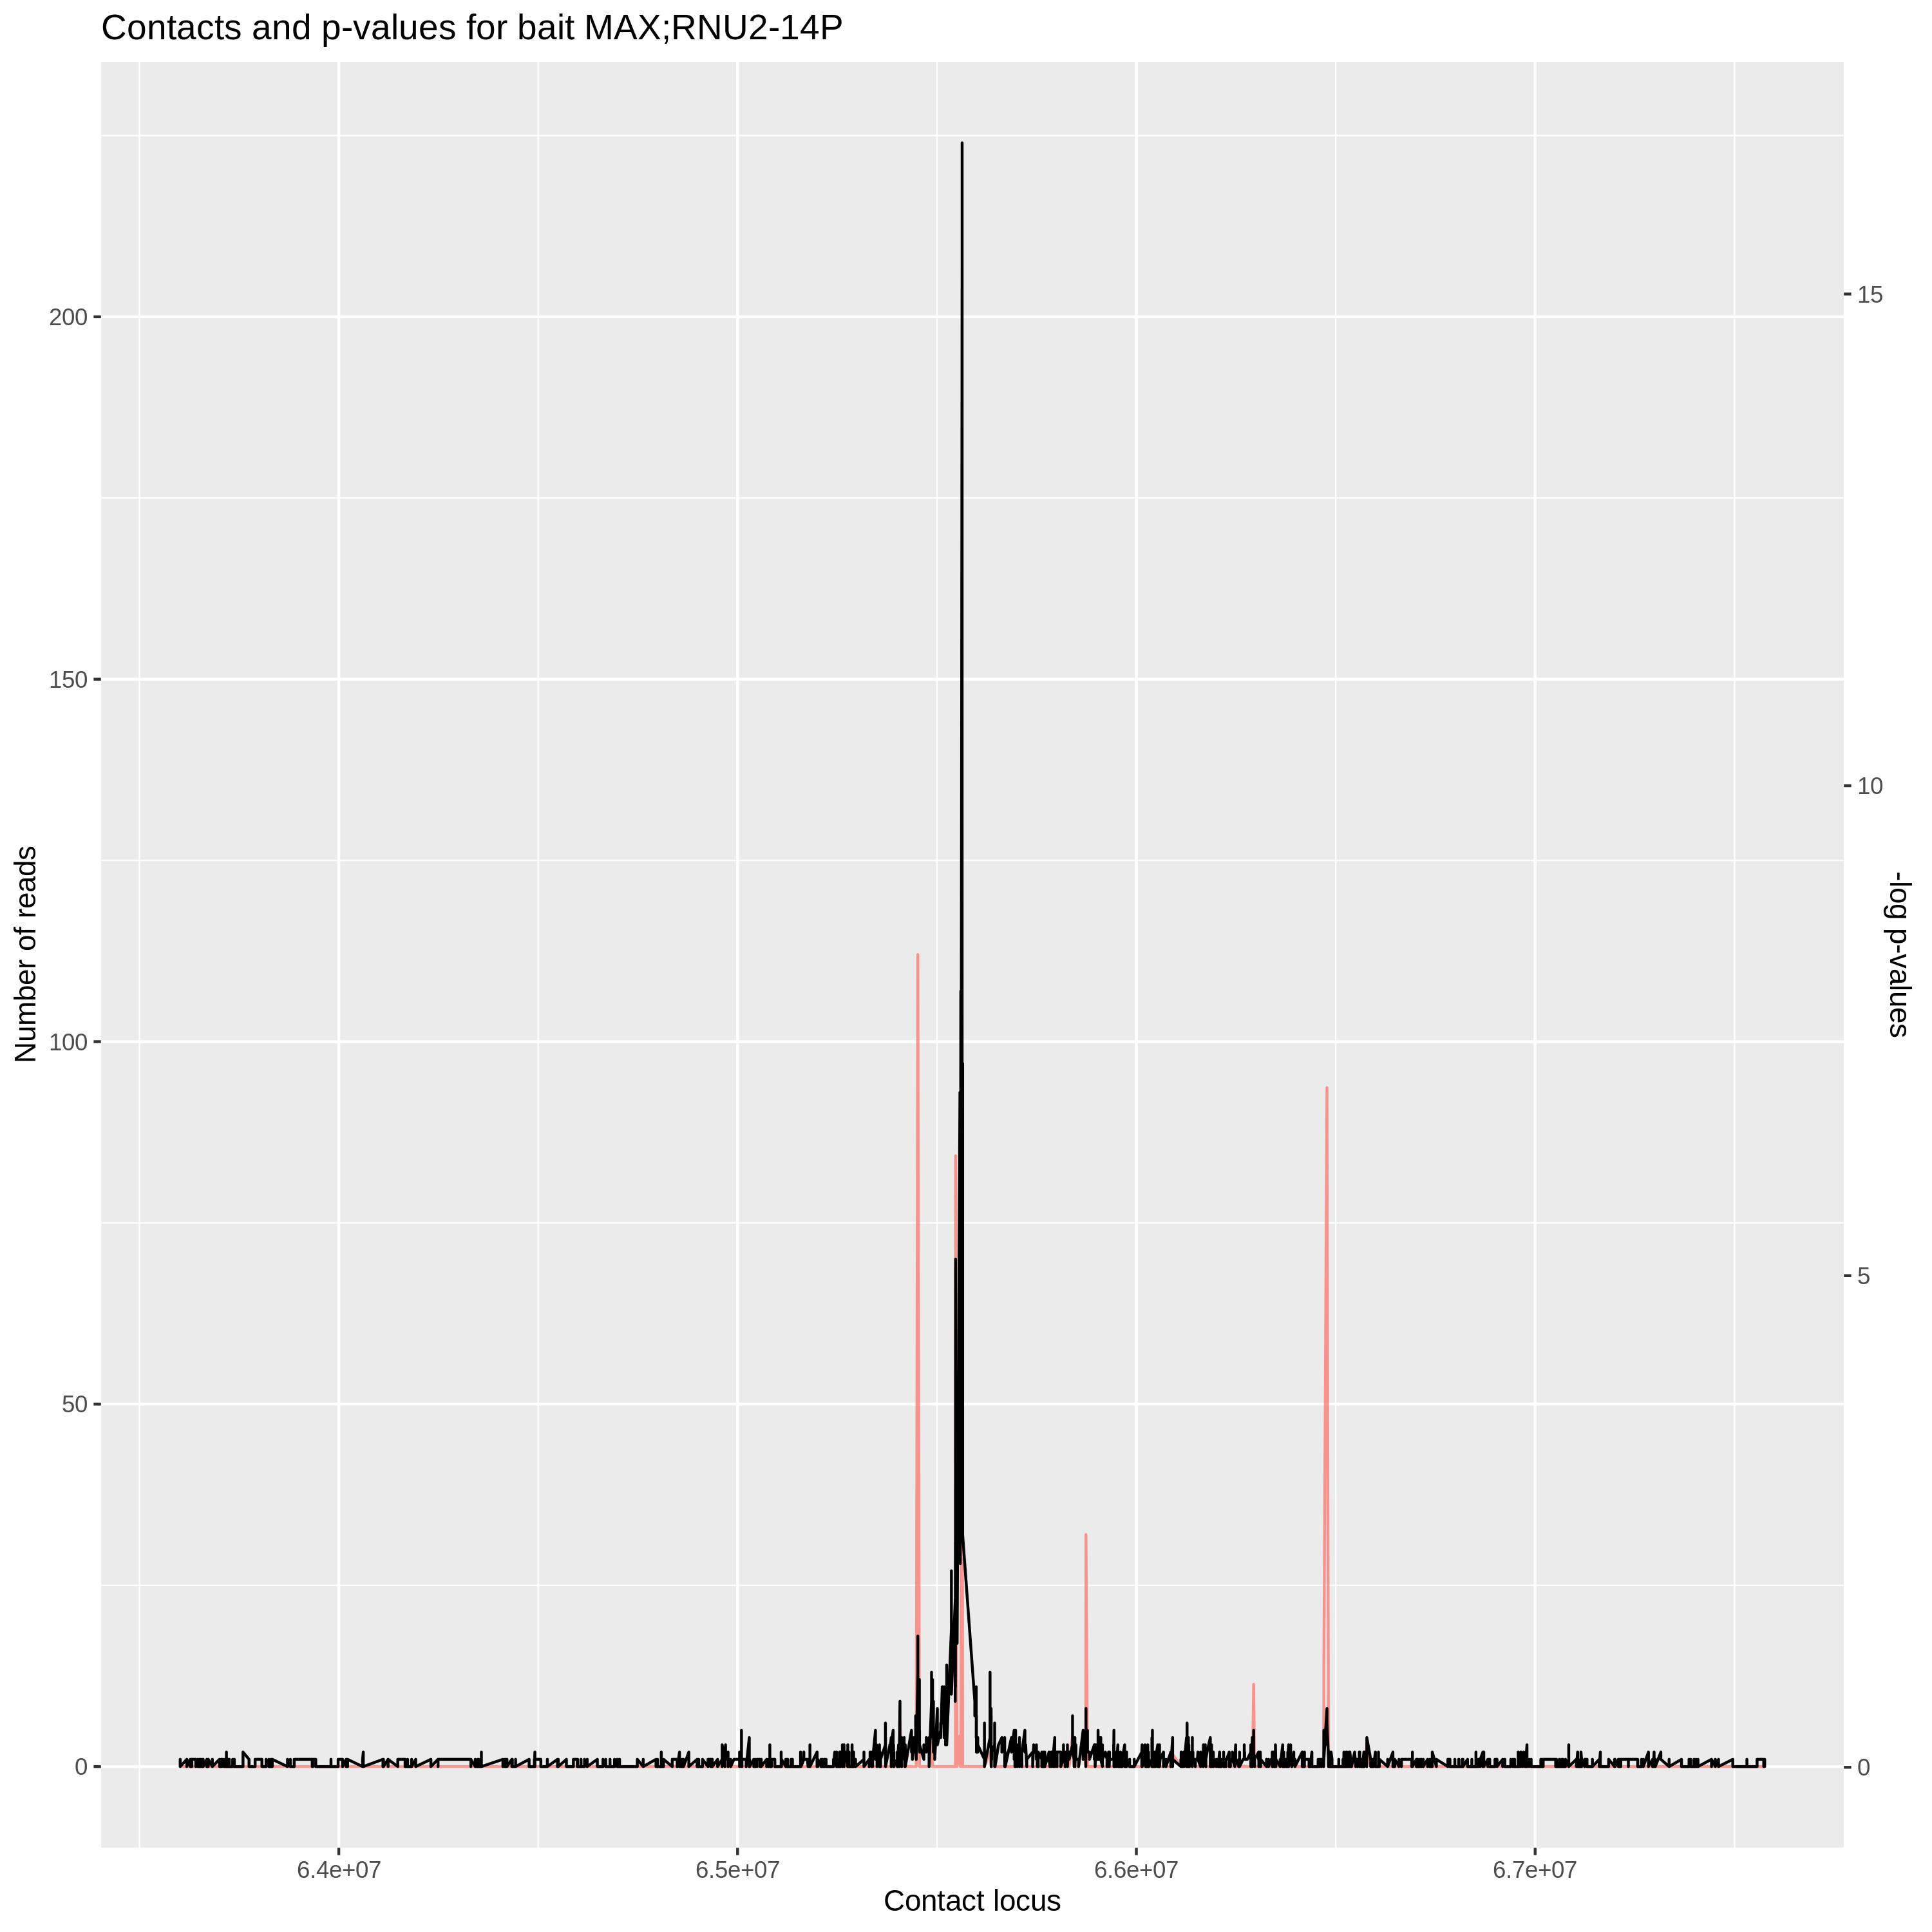 Contacts and p-values for bait MAX;RNU2-14P
Number of reads
200
150
100
50
0
15
10
5
0
-log p-values
6.4e+07
6.5e+07
6.6e+07
6.7e+07
Contact locus